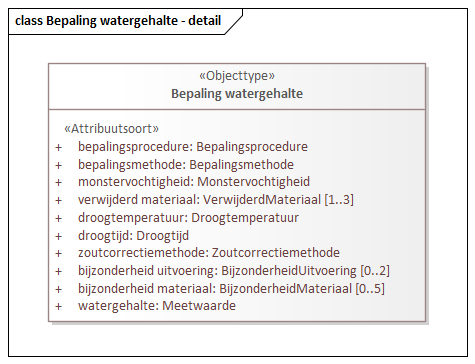 class Bepaling watergehalte - detail
«Objecttype»
Bepaling watergehalte
«Attribuutsoort»
+ bepalingsprocedure: Bepalingsprocedure
+ bepalingsmethode: Bepalingsmethode
+ monstervochtigheid: Monstervochtigheid
+ verwijderd materiaal: VerwijderdMateriaal [1..3]
+ droogtemperatuur: Droogtemperatuur
+ droogtijd: Droogtijd
+ zoutcorrectiemethode: Zoutcorrectiemethode
+ bijzonderheid uitvoering: BijzonderheidUitvoering [0..2]
+ bijzonderheid materiaal: BijzonderheidMateriaal [0..5]
+ watergehalte: Meetwaarde